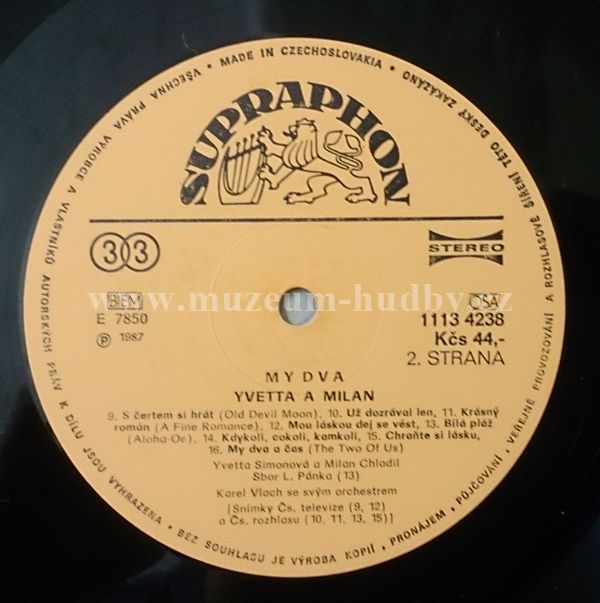 MADE IN CZECHOSLOVAKIA • ŠÍŘENÍ TÉTO DESKY ZAKÁZÁNO • VŠECHNA PRÁVA VÝROBCE A VLASTNÍKŮ AUTORSKÝCH PRÁV K DÍLU JSOU VYHRAZENA • BEZ SOUHLASU JE VÝROBA KOPIÍ, PRONÁJEM, PŮJČOVÁNÍ, VEŘEJNÉ PROVOZOVÁNÍ A ROZHLASOVÉ
SUPRAPHON
33
STEREO
www.muzeum-hudby.cz
BIEM
OSA
E 7850
1113 4238
Ⓟ 1987
Kčs 44,-
2. STRANA
MY DVA
YVETTA A MILAN
9. S čertem si hrát (Old Devil Moon), 10. Už dozrával len, 11. Krásný
román (A Fine Romance), 12. Mou láskou dej se vést, 13. Bílá pláž
(Aloha-Oe), 14. Kdykoli, cokoli, kamkoli, 15. Chraňte si lásku,
16. My dva a čas (The Two Of Us)
Yvetta Simonová a Milan Chladil
Sbor L. Pánka (13)
Karel Vlach se svým orchestrem
[Snímky Čs. televize (9, 12)
a Čs. rozhlasu (10, 11, 13, 15)]